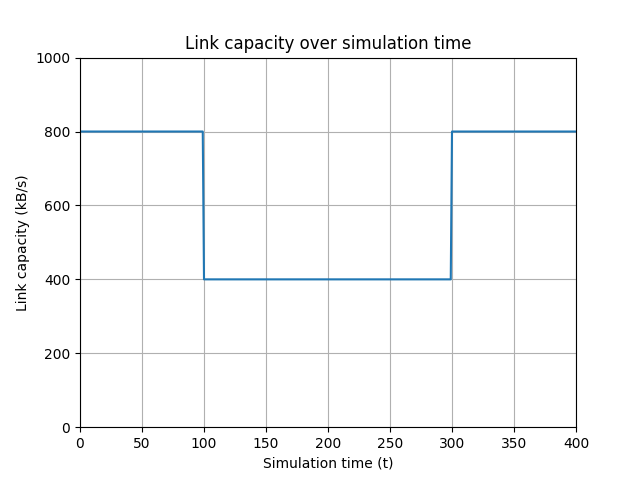 Link capacity over simulation time
1000
800
600
400
200
0
Link capacity (kB/s)
0 50 100 150 200 250 300 350 400
Simulation time (t)